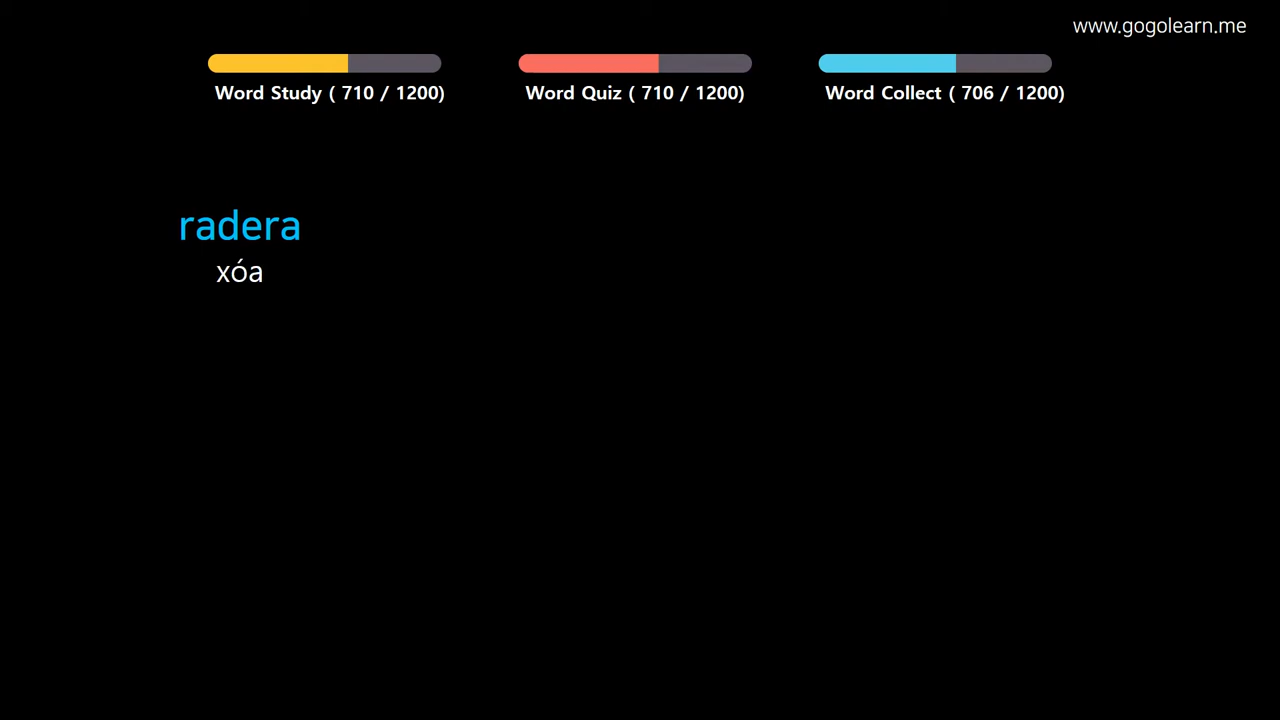 www.gogolearn.me
Word Study ( 710 / 1200)
Word Quiz ( 710 / 1200)
Word Collect ( 706 / 1200)
radera
xóa